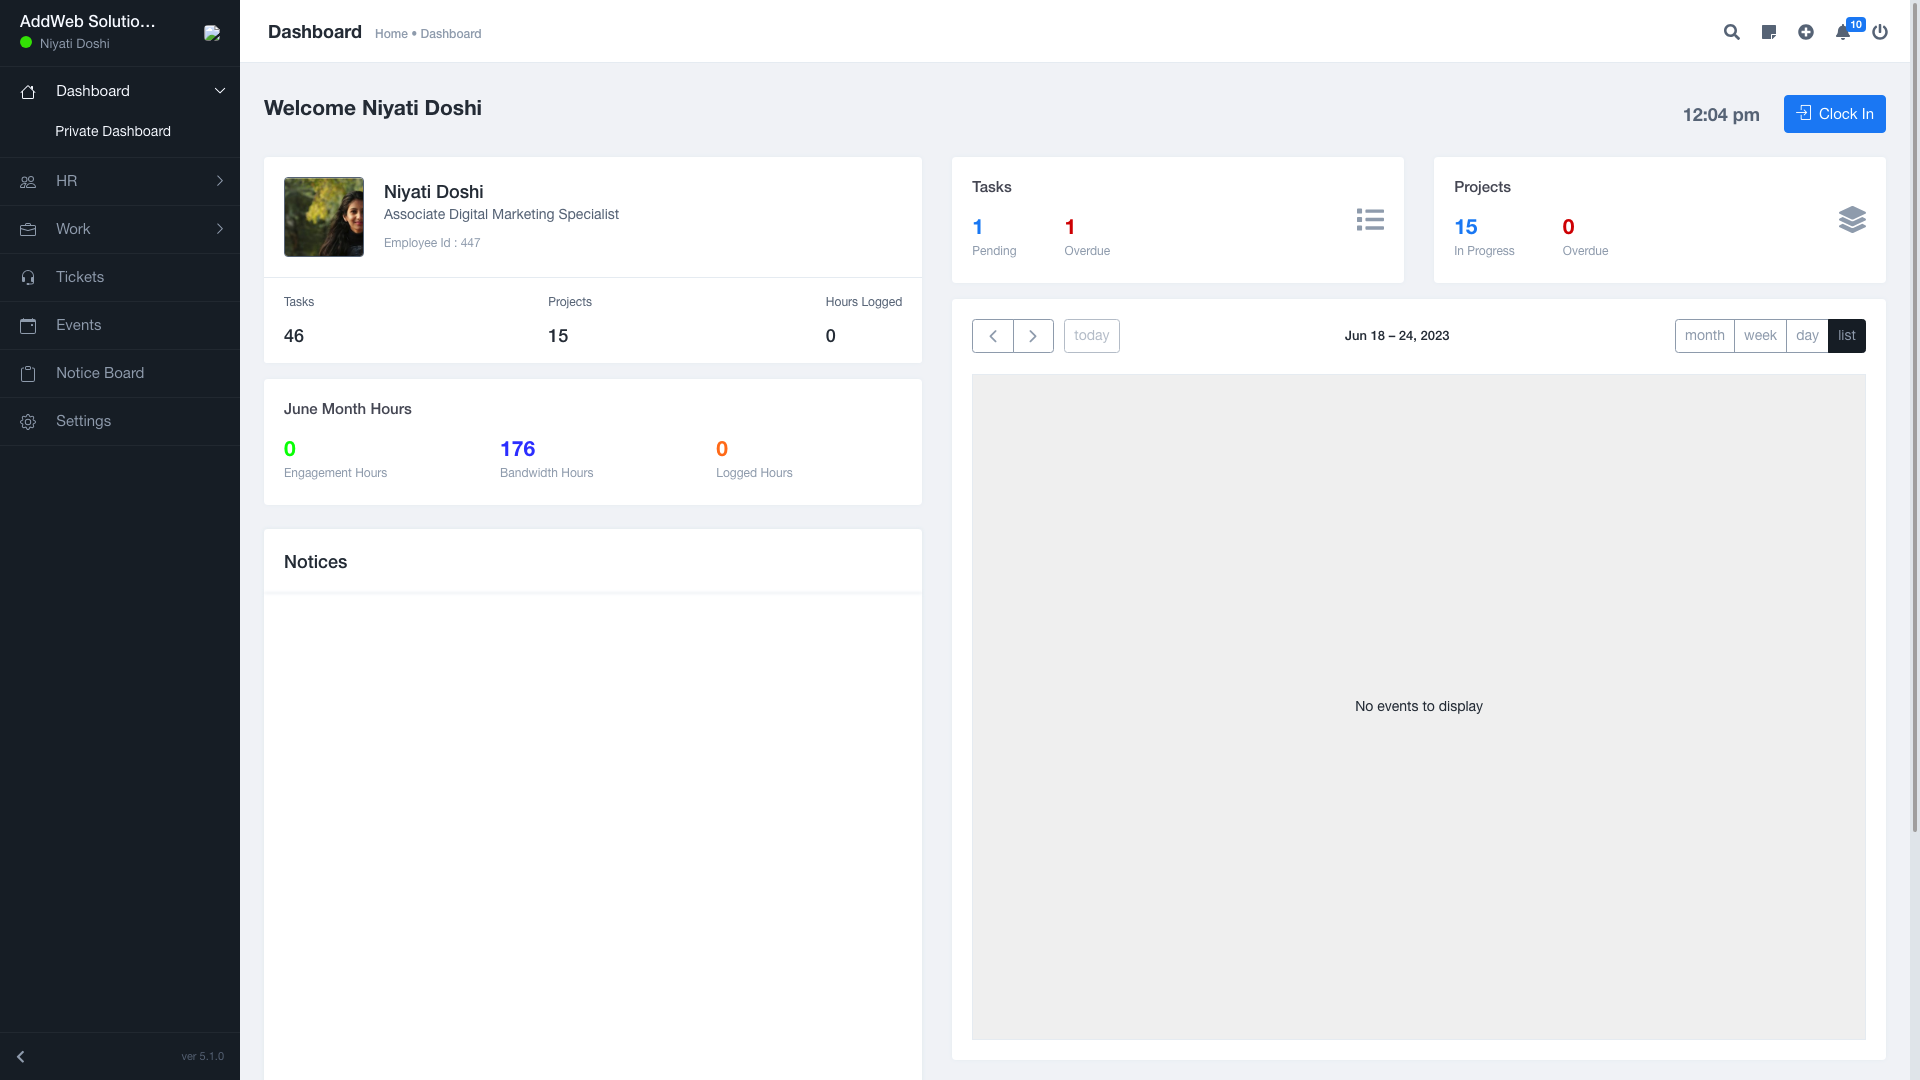 AddWeb Solutio...
Niyati Doshi
Dashboard
Private Dashboard
HR
Work
Tickets
Events
Notice Board
Settings
ver 5.1.0
Dashboard Home • Dashboard
10
Welcome Niyati Doshi
12:04 pm
Clock In
Niyati Doshi
Associate Digital Marketing Specialist
Employee Id : 447
Tasks Projects Hours Logged
46 15 0
June Month Hours
0 176 0
Engagement Hours Bandwidth Hours Logged Hours
Notices
Tasks
1 1
Pending Overdue
Projects
15 0
In Progress Overdue
today
Jun 18 – 24, 2023
month week day list
No events to display